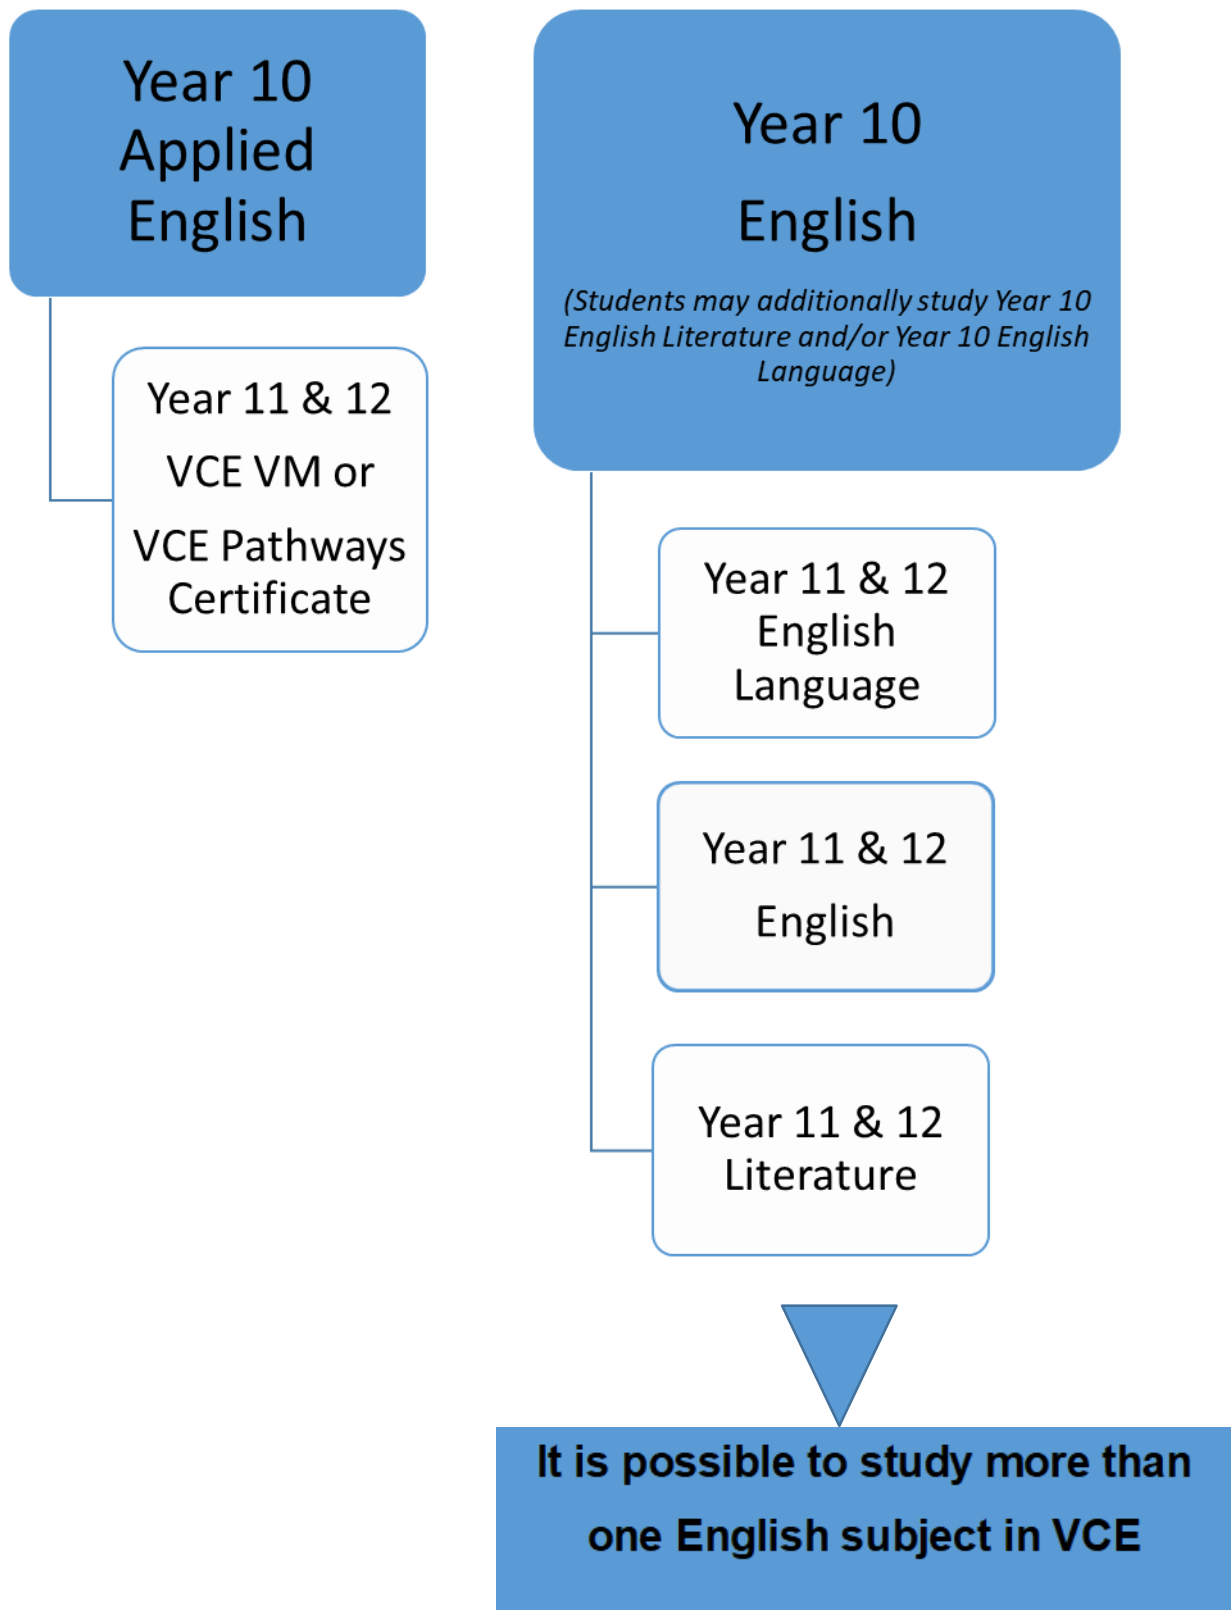 Year 10
Applied
English
Year 11 & 12
VCE VM or
VCE Pathways
Certificate
Year 10
English
(Students may additionally study Year 10
English Literature and/or Year 10 English
Language)
Year 11 & 12
English
Language
Year 11 & 12
English
Year 11 & 12
Literature
It is possible to study more than
one English subject in VCE